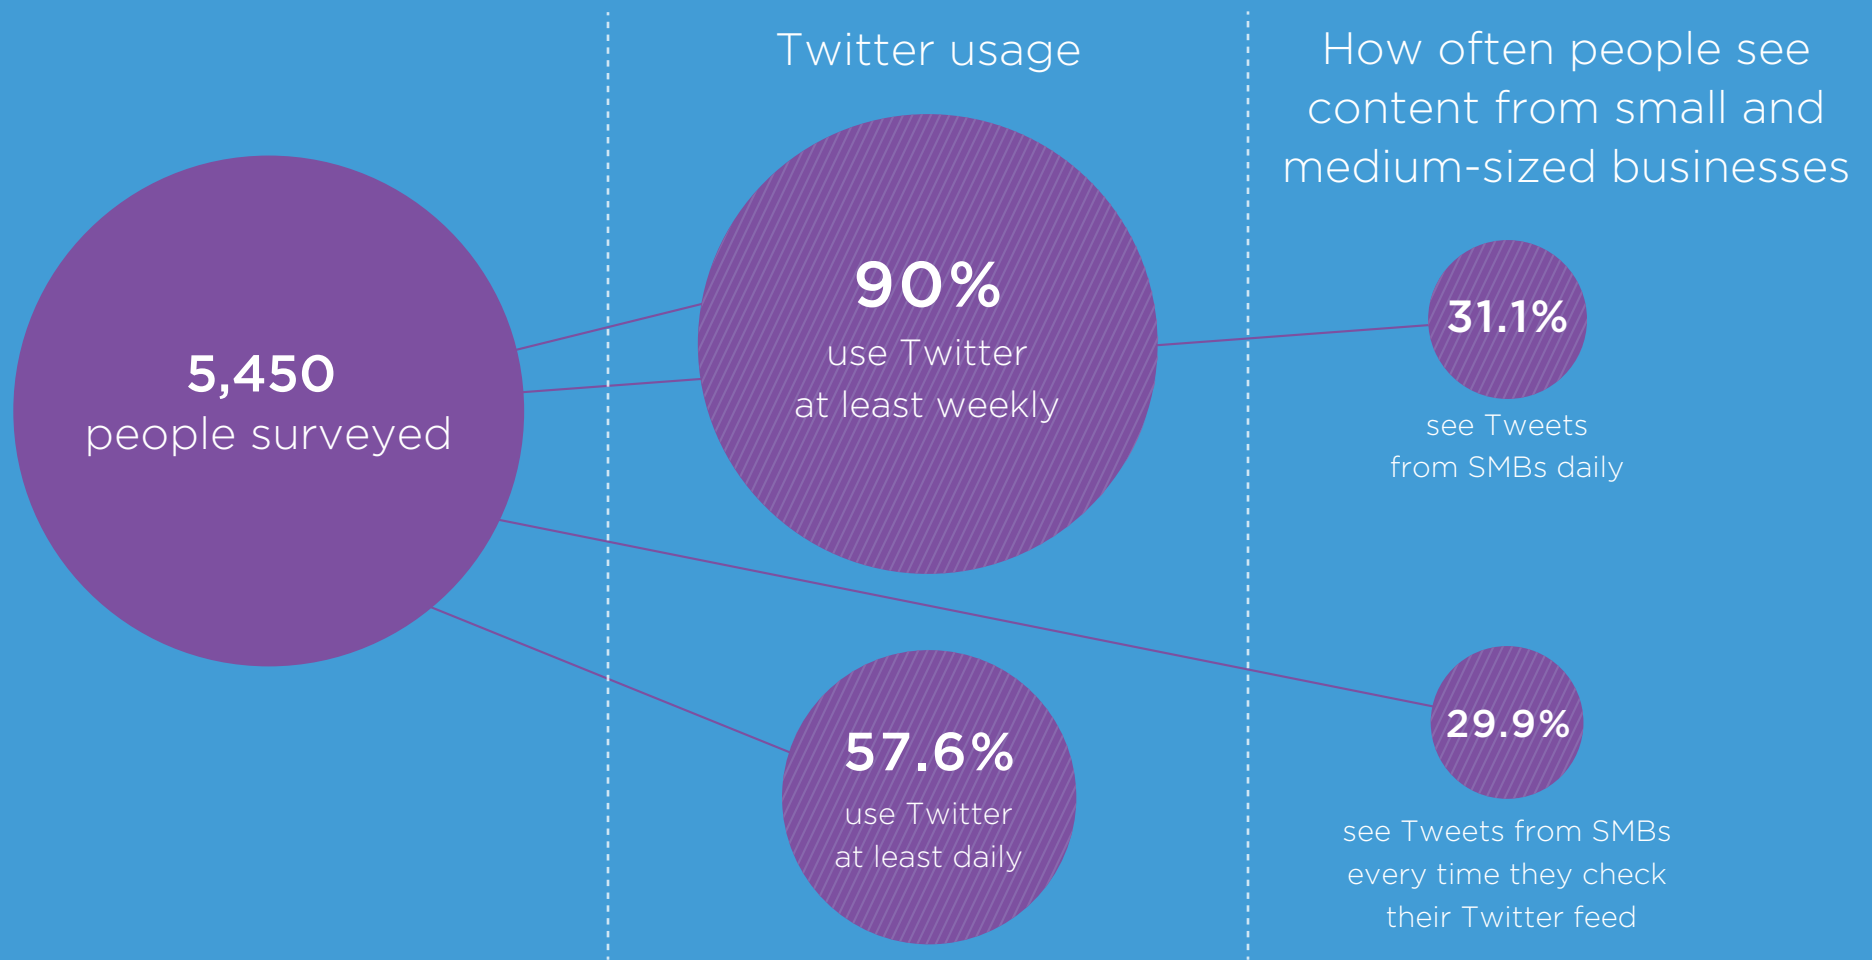 5,450
people surveyed
Twitter usage
90%
use Twitter
at least weekly
57.6%
use Twitter
at least daily
How often people see
content from small and
medium-sized businesses
31.1%
see Tweets
from SMBs daily
29.9%
see Tweets from SMBs
every time they check
their Twitter feed